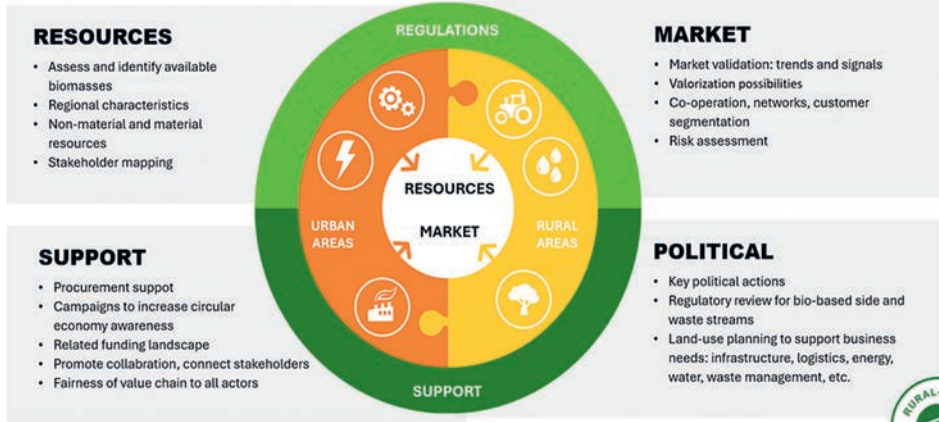 RESOURCES
• Assess and identify available
biomasses
• Regional characteristics
• Non-material and material
resources
• Stakeholder mapping
REGULATIONS
RESOURCES
MARKET
URBAN
AREAS
RURAL
AREAS
SUPPORT
MARKET
• Market validation: trends and signals
• Valorization possibilities
• Co-operation, networks, customer
segmentation
• Risk assessment
SUPPORT
• Procurement suppot
• Campaigns to increase circular
economy awareness
• Related funding landscape
• Promote collabration, connect stakeholders
• Fairness of value chain to all actors
POLITICAL
• Key political actions
• Regulatory review for bio-based side and
waste streams
• Land-use planning to support business
needs: infrastructure, logistics, energy,
water, waste management, etc.
RURAL-